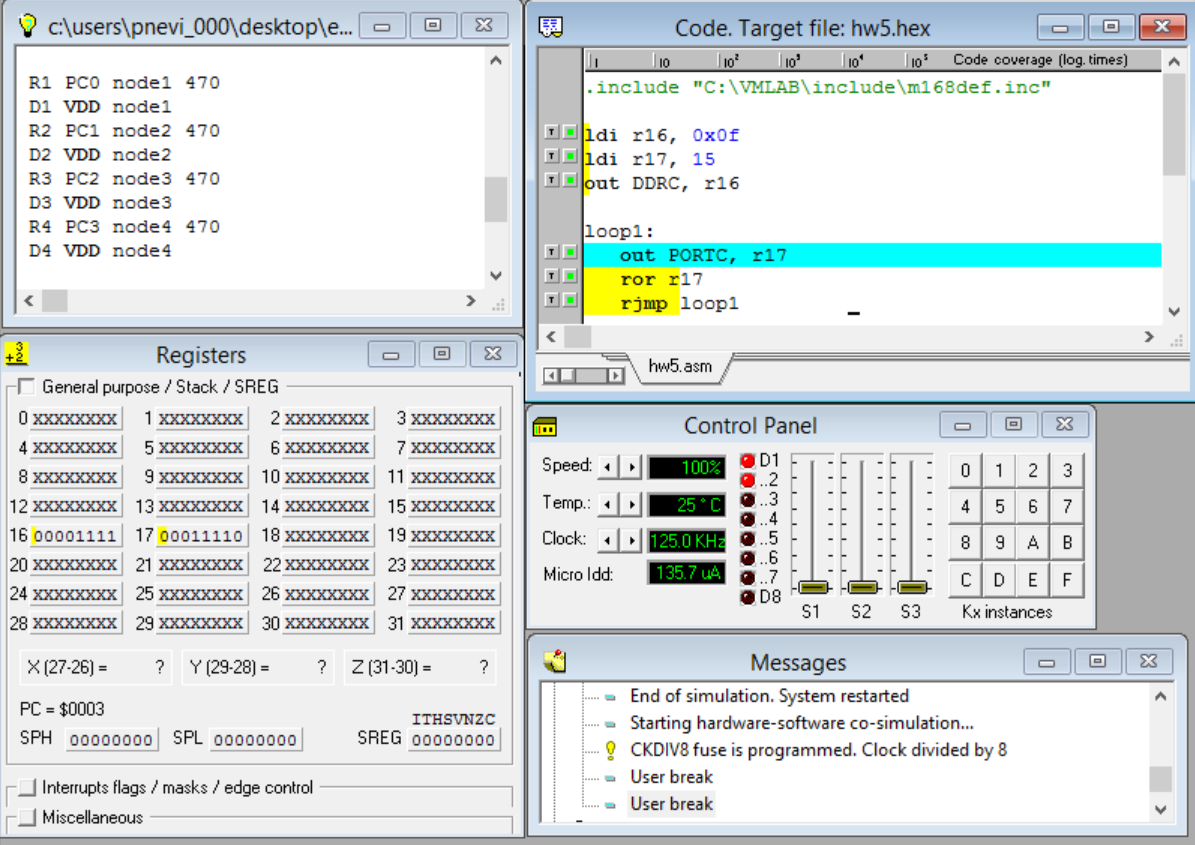 c:\users\pnevi_000\desktop\e...
R1 PC0 node1 470
D1 VDD node1
R2 PC1 node2 470
D2 VDD node2
R3 PC2 node3 470
D3 VDD node3
R4 PC3 node4 470
D4 VDD node4
Code. Target file: hw5.hex
1 10 10² 10³ 10⁴ 10⁵ Code coverage (log. times)
.include "C:\VMLAB\include\m168def.inc"
T ldi r16, 0x0f
T ldi r17, 15
T out DDRC, r16
loop1:
T out PORTC, r17
T ror r17
T rjmp loop1
hw5.asm
Registers
General purpose / Stack / SREG
0 XXXXXXXX 1 XXXXXXXX 2 XXXXXXXX 3 XXXXXXXX
4 XXXXXXXX 5 XXXXXXXX 6 XXXXXXXX 7 XXXXXXXX
8 XXXXXXXX 9 XXXXXXXX 10 XXXXXXXX 11 XXXXXXXX
12 XXXXXXXX 13 XXXXXXXX 14 XXXXXXXX 15 XXXXXXXX
16 00001111 17 00011110 18 XXXXXXXX 19 XXXXXXXX
20 XXXXXXXX 21 XXXXXXXX 22 XXXXXXXX 23 XXXXXXXX
24 XXXXXXXX 25 XXXXXXXX 26 XXXXXXXX 27 XXXXXXXX
28 XXXXXXXX 29 XXXXXXXX 30 XXXXXXXX 31 XXXXXXXX
X (27-26) = ? Y (29-28) = ? Z (31-30) = ?
PC = $0003
ITHSVNZC
SPH 00000000 SPL 00000000 SREG 00000000
Interrupts flags / masks / edge control
Miscellaneous
Control Panel
Speed: 100%
Temp.: 25°C
Clock: 125.0 KHz
Micro Idd: 135.7 uA
D1
..2
..3
..4
..5
..6
..7
D8
S1 S2 S3
0 1 2 3
4 5 6 7
8 9 A B
C D E F
Kx instances
Messages
End of simulation. System restarted
Starting hardware-software co-simulation...
CKDIV8 fuse is programmed. Clock divided by 8
User break
User break